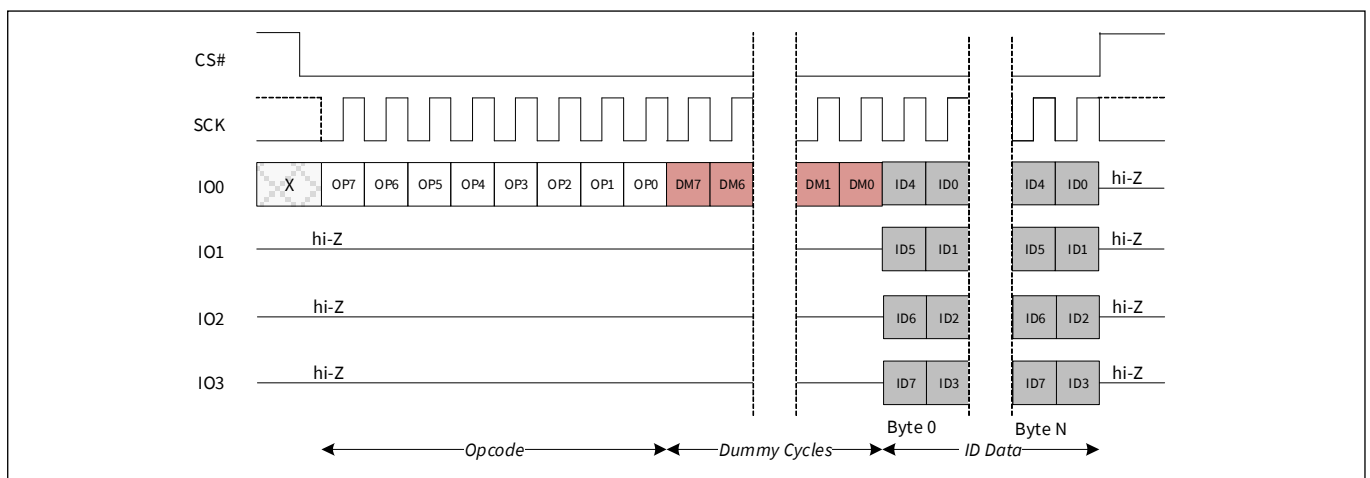 CS#
SCK
IO0 X OP7 OP6 OP5 OP4 OP3 OP2 OP1 OP0 DM7 DM6 DM1 DM0 ID4 ID0 ID4 ID0 hi-Z
IO1 hi-Z ID5 ID1 ID5 ID1 hi-Z
IO2 hi-Z ID6 ID2 ID6 ID2 hi-Z
IO3 hi-Z ID7 ID3 ID7 ID3 hi-Z
Byte 0 Byte N
Opcode Dummy Cycles ID Data